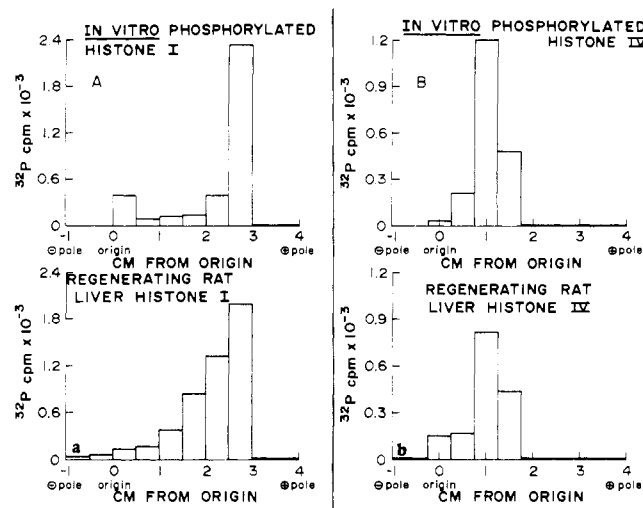 IN VITRO PHOSPHORYLATED
HISTONE I
A
2.4
1.8
1.2
0.6
0
32P cpm x 10-3
-1 0 1 2 3 4
⊖pole origin ⊕pole
CM FROM ORIGIN
IN VITRO PHOSPHORYLATED
HISTONE IV
B
1.2
0.9
0.6
0.3
0
32P cpm x 10-3
-1 0 1 2 3 4
⊖pole origin ⊕pole
CM FROM ORIGIN
REGENERATING RAT
LIVER HISTONE I
2.4
1.8
1.2
0.6
0
32P cpm x 10-3
a
-1 0 1 2 3 4
⊖pole origin ⊕pole
CM FROM ORIGIN
REGENERATING RAT
LIVER HISTONE IV
1.2
0.9
0.6
0.3
0
32P cpm x 10-3
b
-1 0 1 2 3 4
⊖pole origin ⊕pole
CM FROM ORIGIN